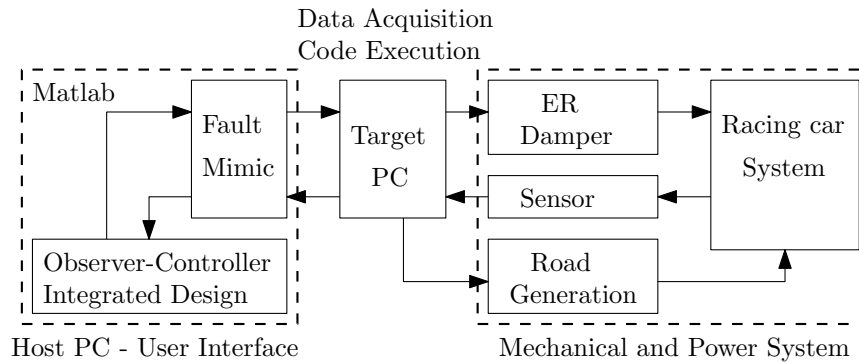 Data Acquisition
Code Execution
Matlab
Fault
Mimic
Target
PC
ER
Damper
Racing car
System
Sensor
Observer-Controller
Integrated Design
Road
Generation
Host PC - User Interface
Mechanical and Power System